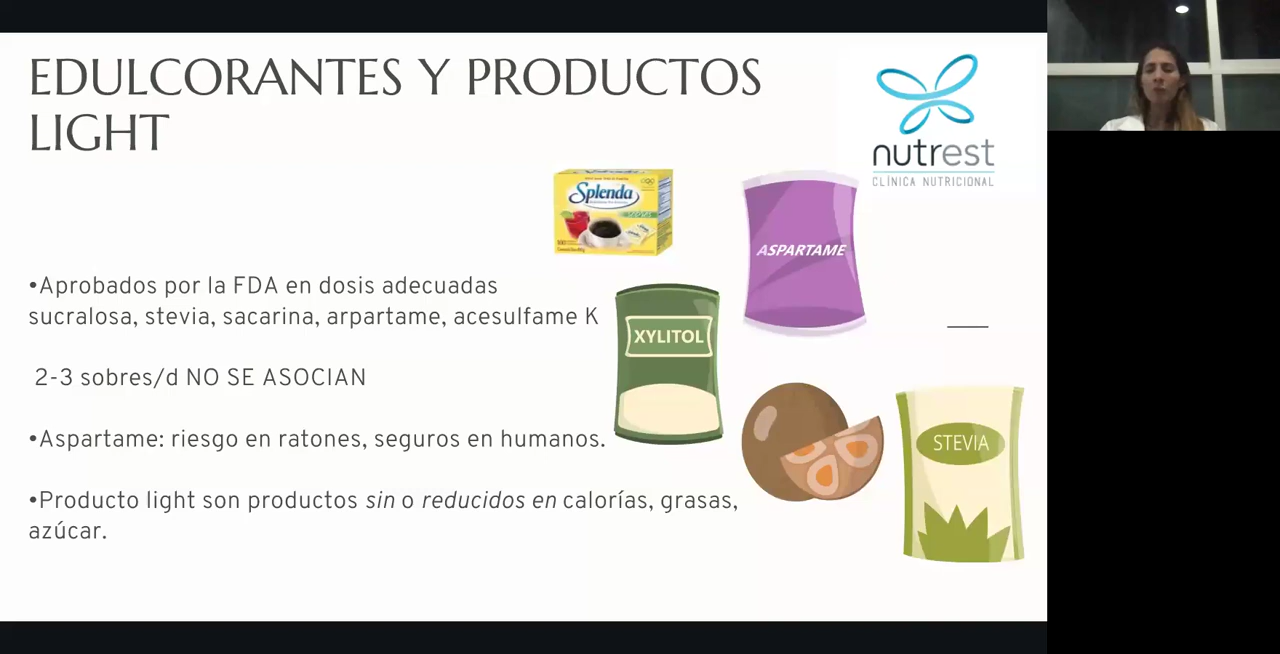 EDULCORANTES Y PRODUCTOS
LIGHT
nutrest
CLÍNICA NUTRICIONAL
Splenda
ASPARTAME
•Aprobados por la FDA en dosis adecuadas
sucralosa, stevia, sacarina, arpartame, acesulfame K
XYLITOL
2-3 sobres/d NO SE ASOCIAN
•Aspartame: riesgo en ratones, seguros en humanos.
STEVIA
•Producto light son productos sin o reducidos en calorías, grasas,
azúcar.